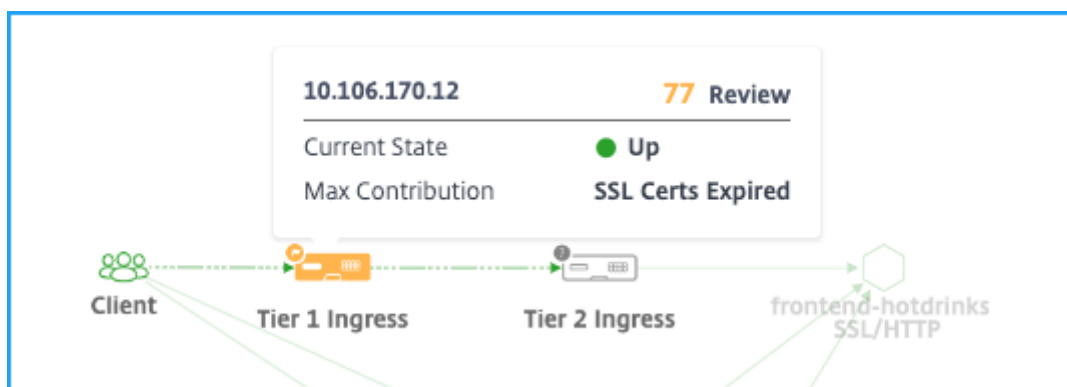 10.106.170.12 77 Review
Current State Up
Max Contribution SSL Certs Expired
Client
Tier 1 Ingress
Tier 2 Ingress
frontend-hotdrinks
SSL/HTTP